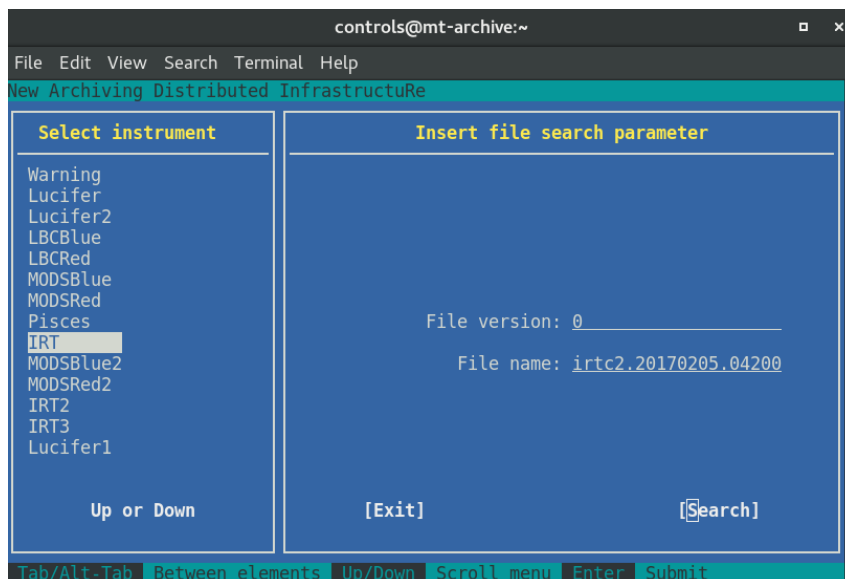 controls@mt-archive:~
File Edit View Search Terminal Help
New Archiving Distributed InfrastructuRe
Select instrument
Warning
Lucifer
Lucifer2
LBCBlue
LBCRed
MODSBlue
MODSRed
Pisces
IRT
MODSBlue2
MODSRed2
IRT2
IRT3
Lucifer1
Up or Down
Insert file search parameter
File version: 0
File name: irtc2.20170205.04200
[Exit] [Search]
Tab/Alt-Tab Between elements Up/Down Scroll menu Enter Submit